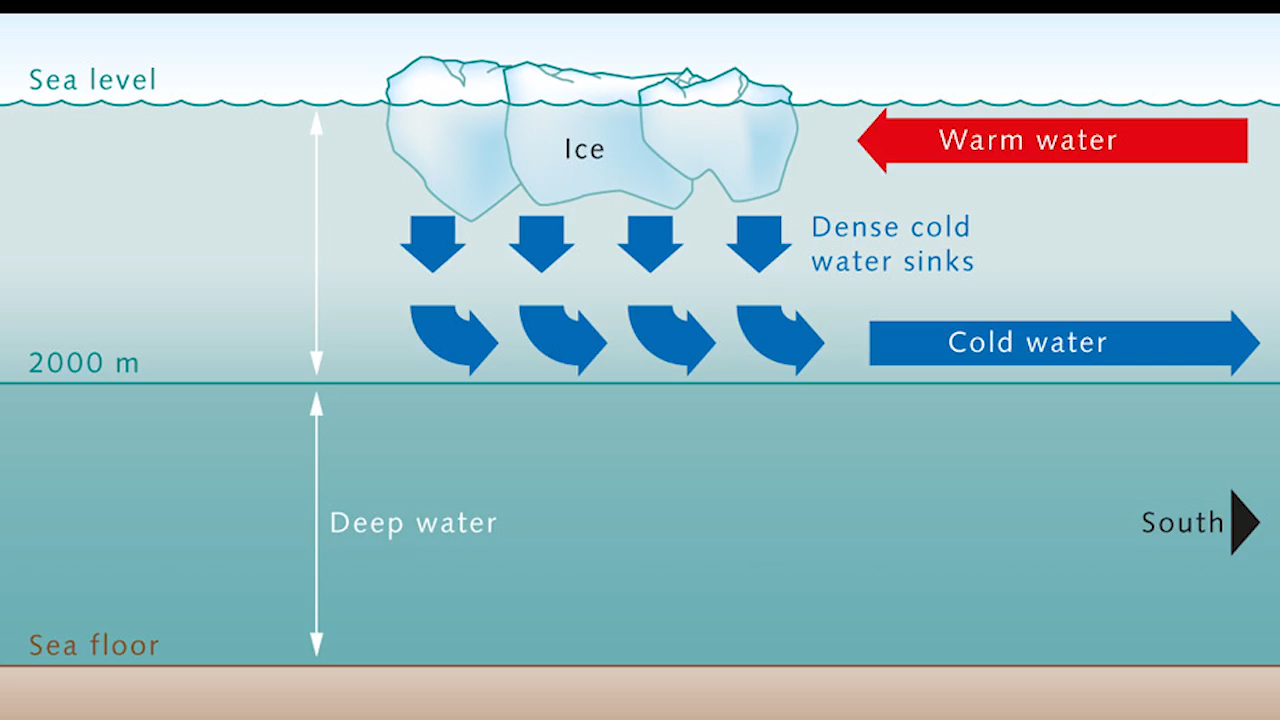 Sea level
Ice
Warm water
Dense cold
water sinks
Cold water
2000 m
Deep water
South
Sea floor